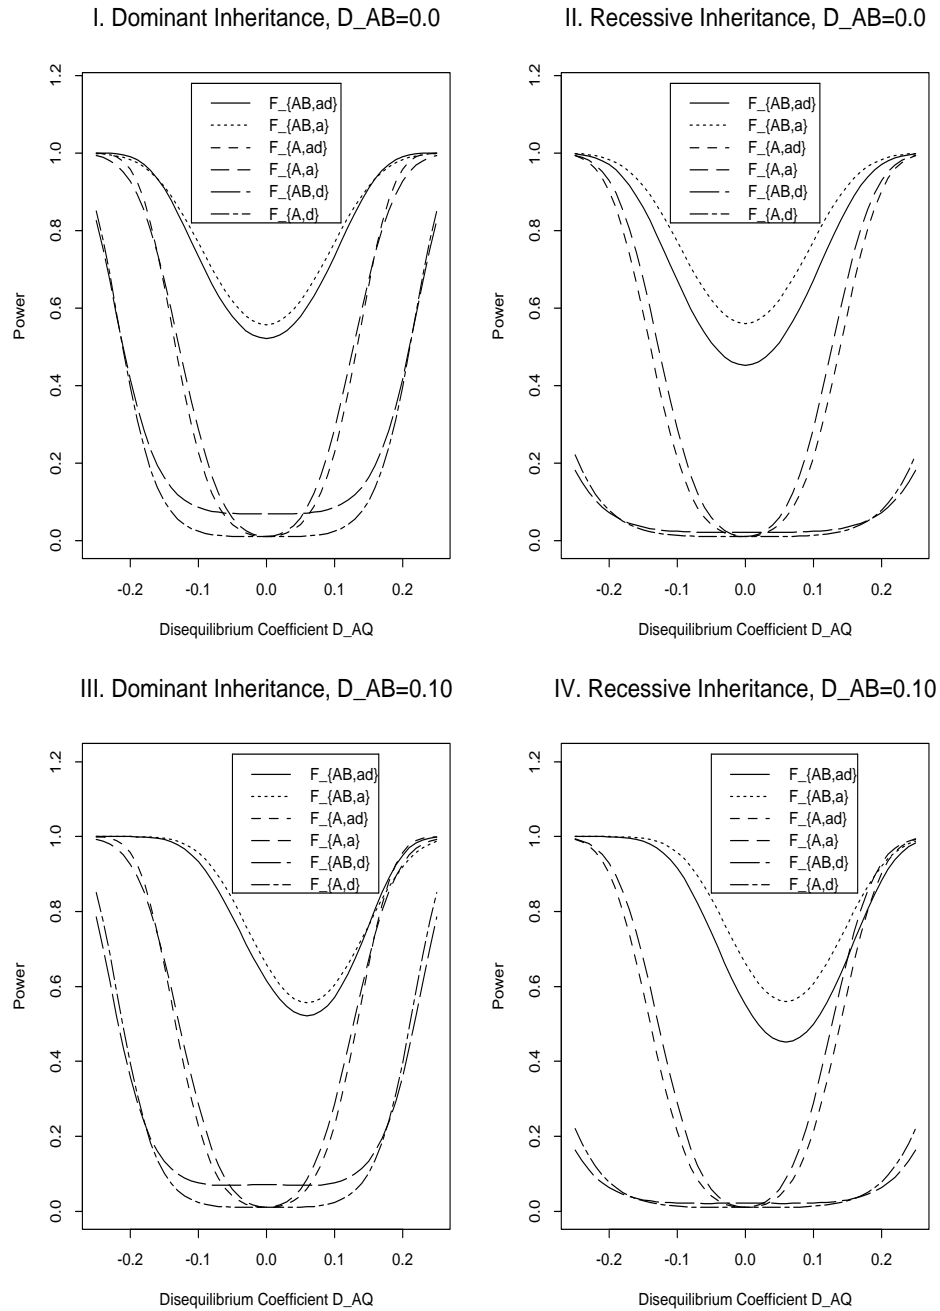 I. Dominant Inheritance, D_AB=0.0
Power
0.0 0.2 0.4 0.6 0.8 1.0 1.2
F_{AB,ad}
F_{AB,a}
F_{A,ad}
F_{A,a}
F_{AB,d}
F_{A,d}
-0.2 -0.1 0.0 0.1 0.2
Disequilibrium Coefficient D_AQ
II. Recessive Inheritance, D_AB=0.0
Power
0.0 0.2 0.4 0.6 0.8 1.0 1.2
F_{AB,ad}
F_{AB,a}
F_{A,ad}
F_{A,a}
F_{AB,d}
F_{A,d}
-0.2 -0.1 0.0 0.1 0.2
Disequilibrium Coefficient D_AQ
III. Dominant Inheritance, D_AB=0.10
Power
0.0 0.2 0.4 0.6 0.8 1.0 1.2
F_{AB,ad}
F_{AB,a}
F_{A,ad}
F_{A,a}
F_{AB,d}
F_{A,d}
-0.2 -0.1 0.0 0.1 0.2
Disequilibrium Coefficient D_AQ
IV. Recessive Inheritance, D_AB=0.10
Power
0.0 0.2 0.4 0.6 0.8 1.0 1.2
F_{AB,ad}
F_{AB,a}
F_{A,ad}
F_{A,a}
F_{AB,d}
F_{A,d}
-0.2 -0.1 0.0 0.1 0.2
Disequilibrium Coefficient D_AQ